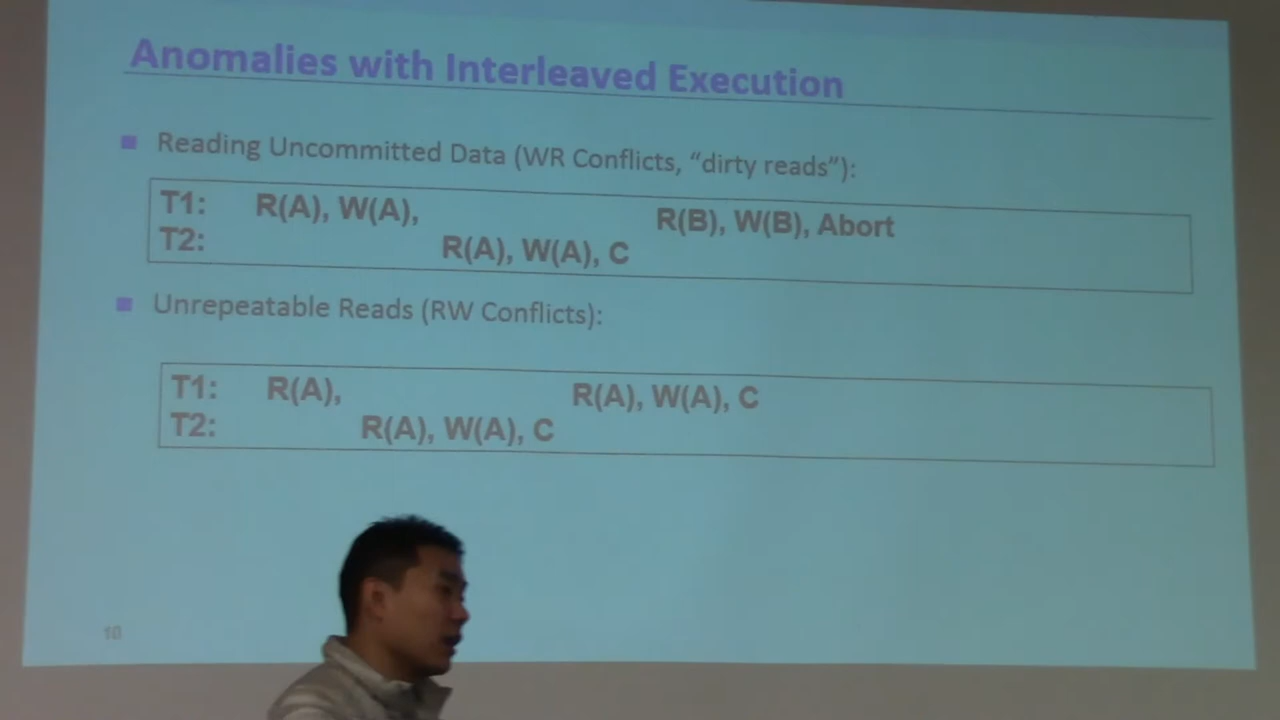 Anomalies with Interleaved Execution
Reading Uncommitted Data (WR Conflicts, “dirty reads”):
T1: R(A), W(A), R(B), W(B), Abort
T2: R(A), W(A), C
Unrepeatable Reads (RW Conflicts):
T1: R(A), R(A), W(A), C
T2: R(A), W(A), C
10